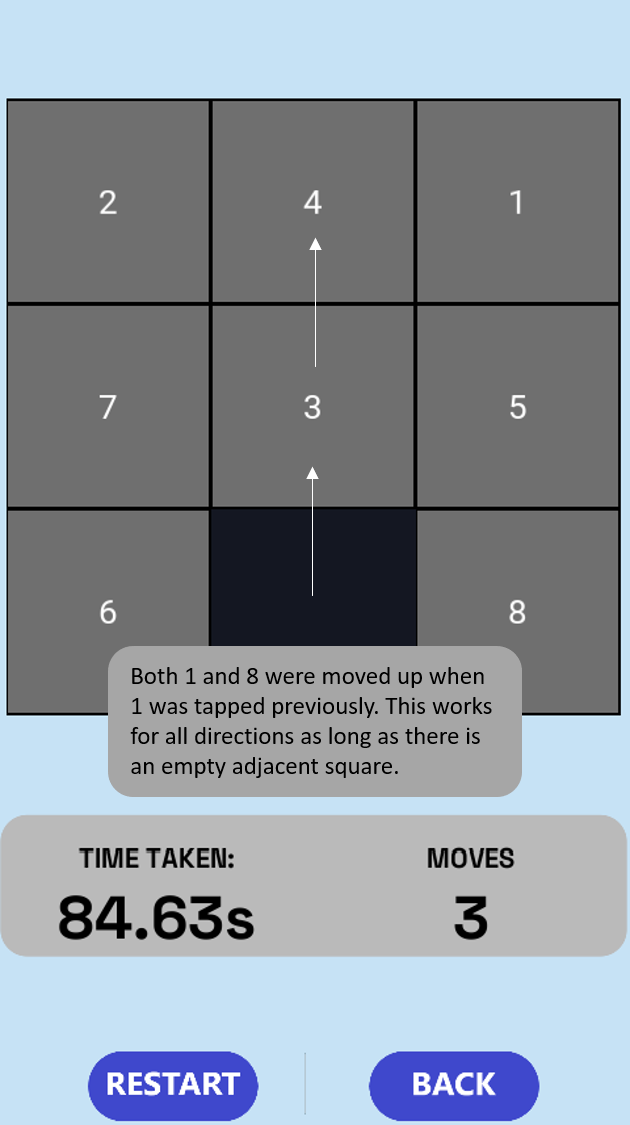 2 4 1
7 3 5
6 8
Both 1 and 8 were moved up when
1 was tapped previously. This works
for all directions as long as there is
an empty adjacent square.
TIME TAKEN: MOVES
84.63s 3
RESTART BACK